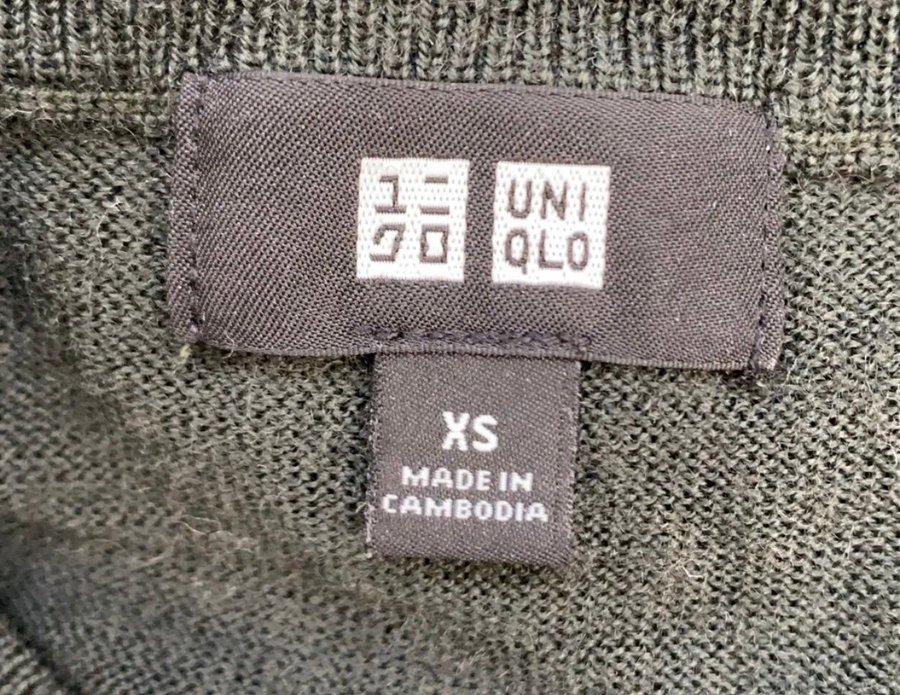 ユニ
クロ
UNI
QLO
XS
MADE IN
CAMBODIA